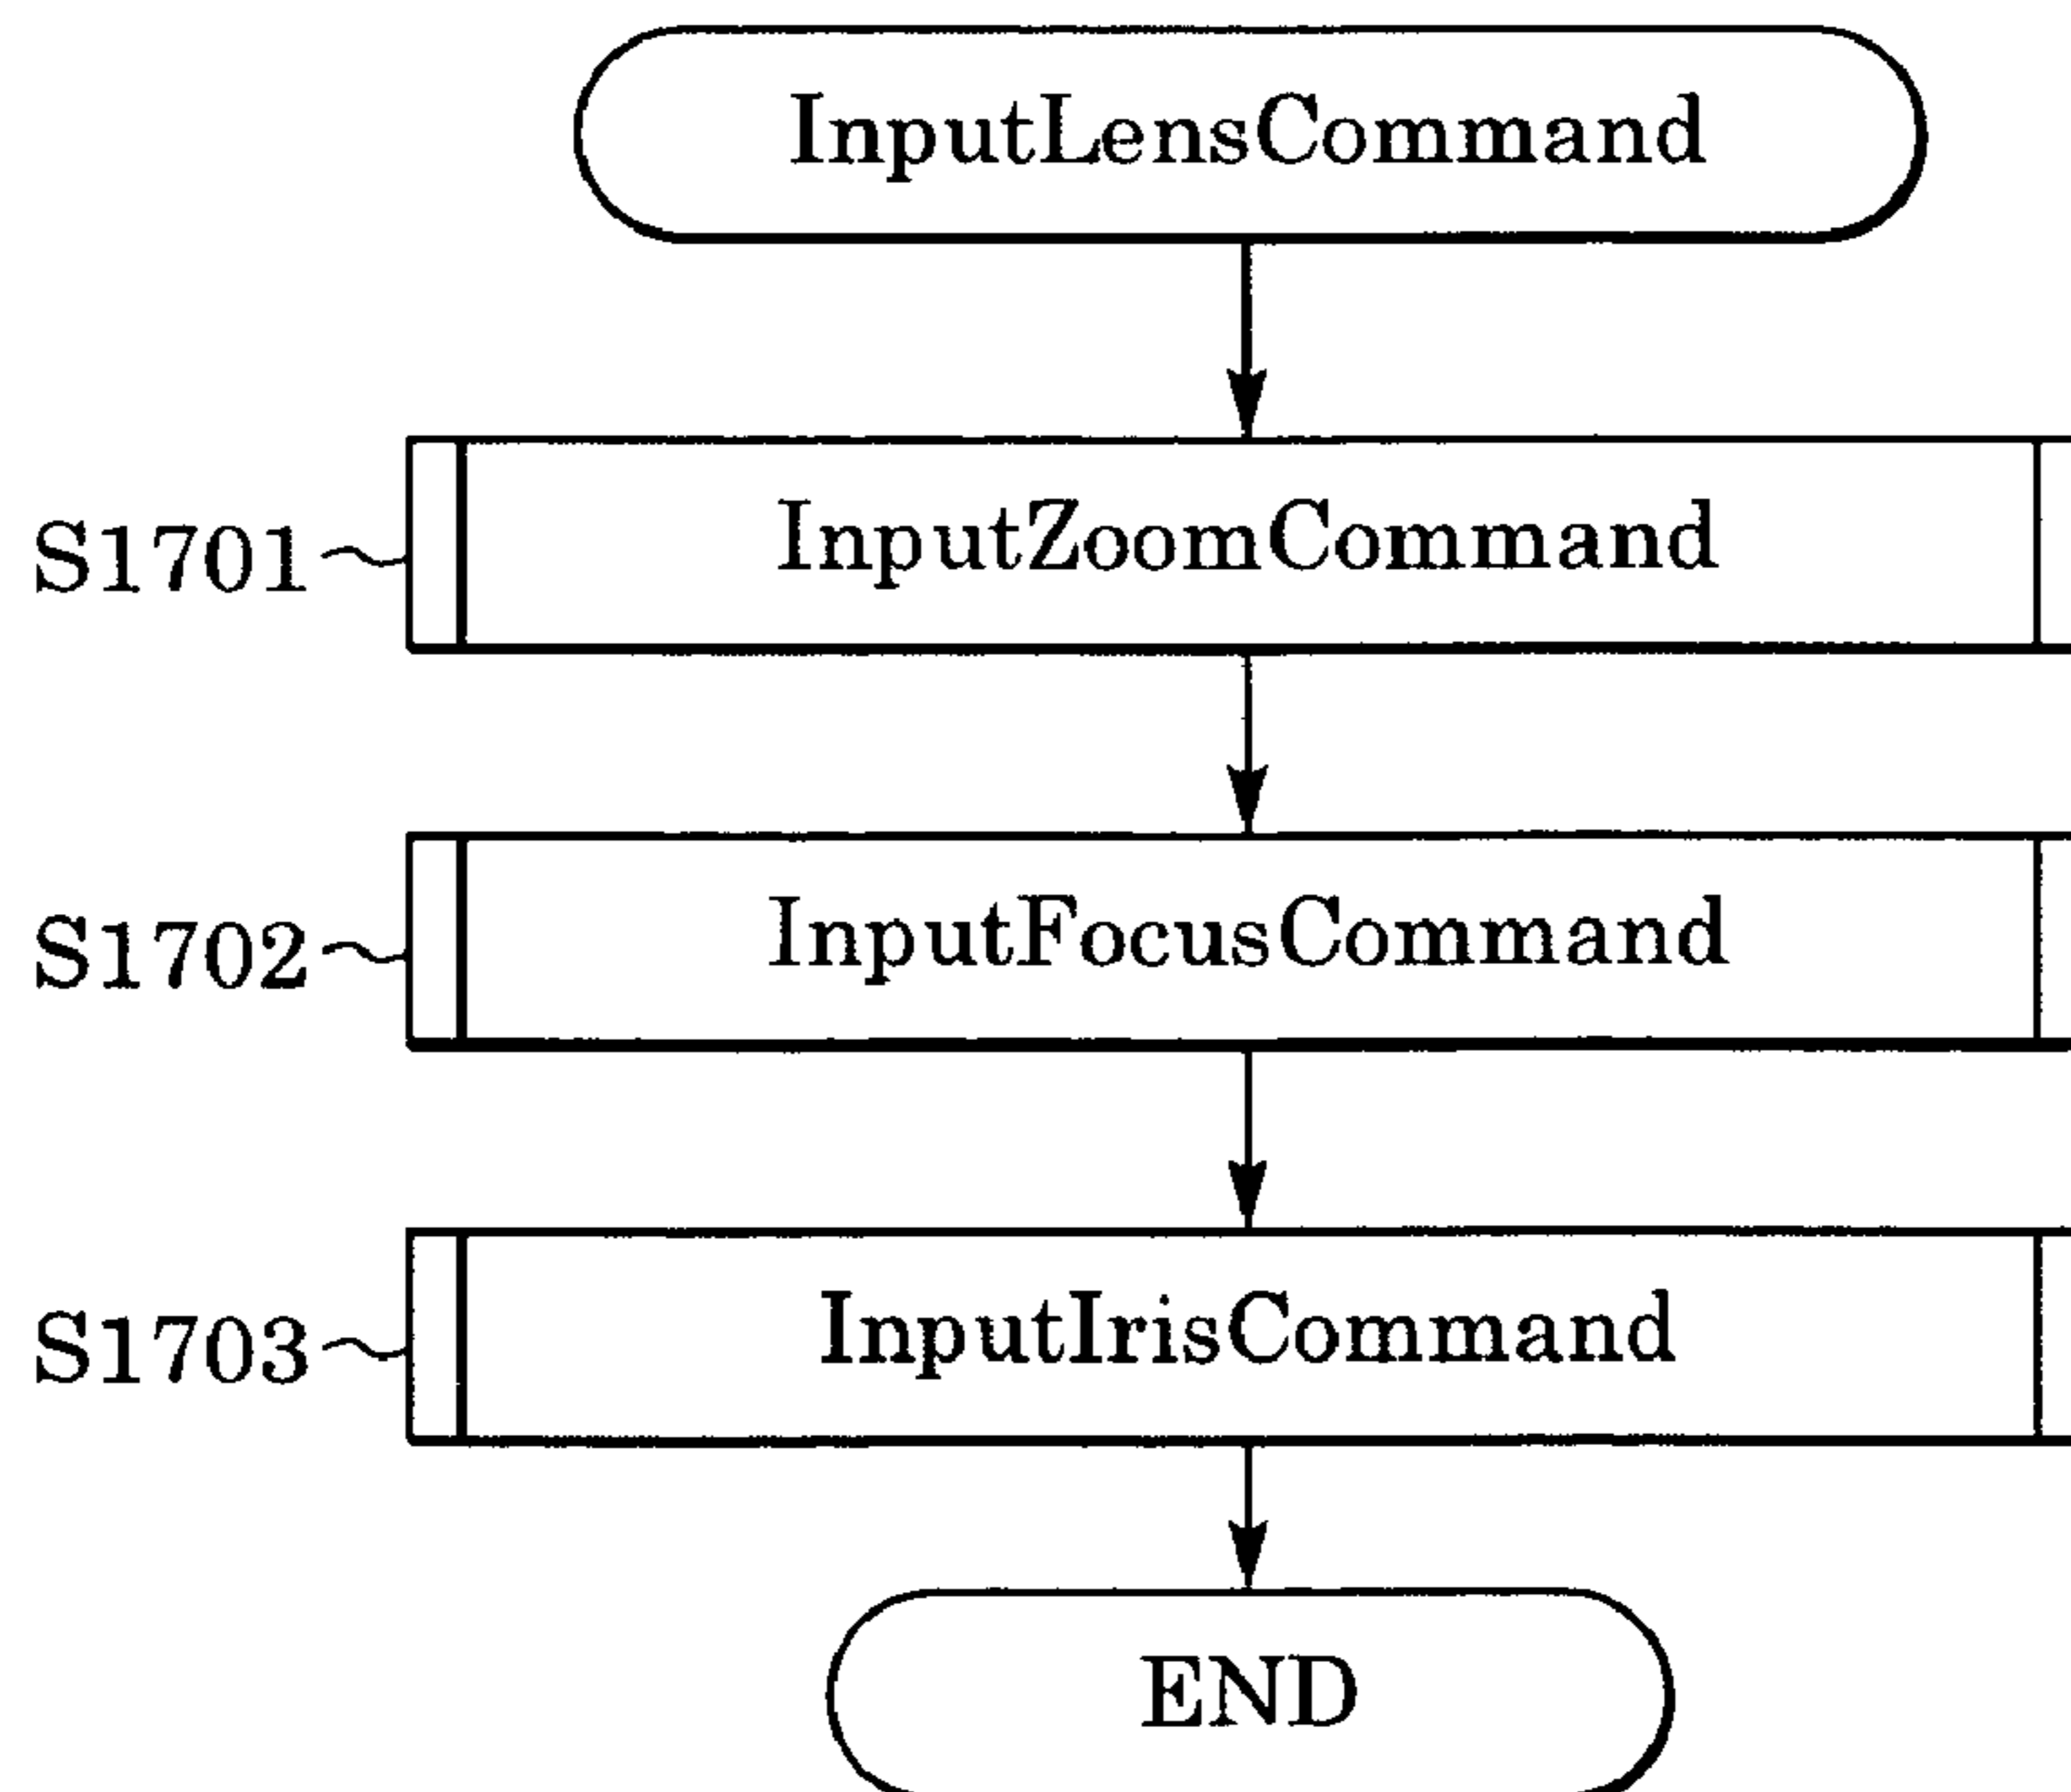 InputLensCommand
S1701 InputZoomCommand
S1702 InputFocusCommand
S1703 InputIrisCommand
END